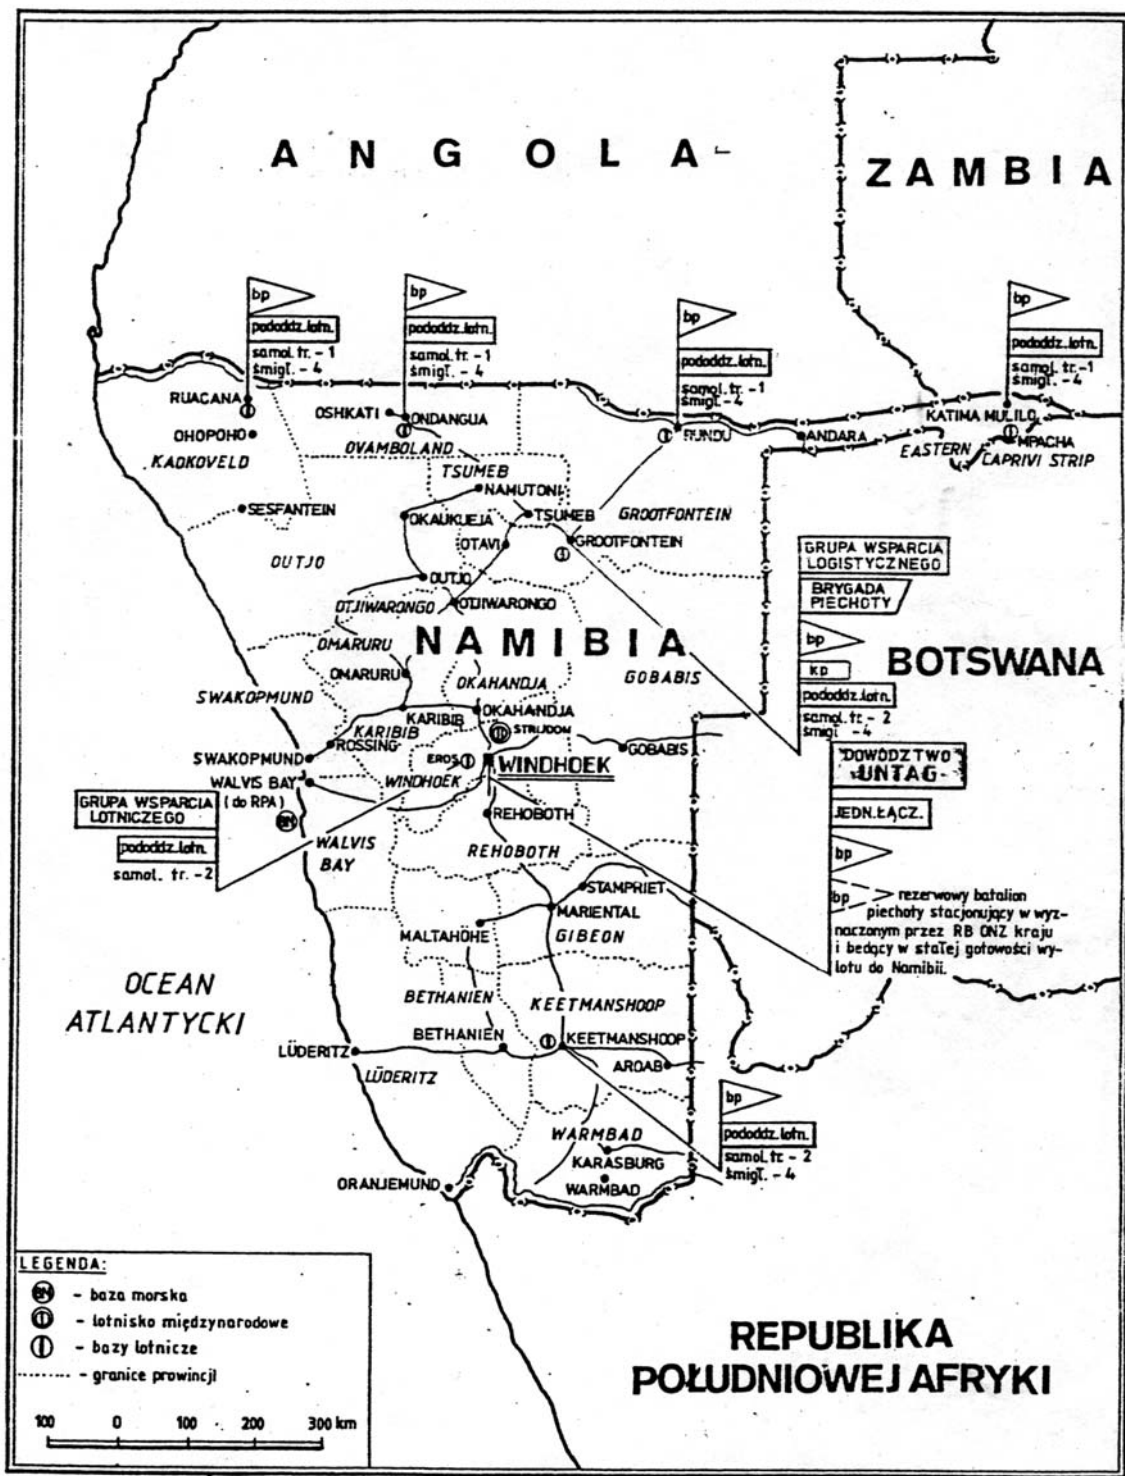 ANGOLA
ZAMBIA
bp
pododdz. lotn.
samol. tr. - 1
śmigł. - 4
bp
pododdz. lotn.
samol. tr. - 1
śmigł. - 4
bp
pododdz. lotn.
samol. tr. - 1
śmigł. - 4
bp
pododdz. lotn.
samol. tr. - 1
śmigł. - 4
RUACANA
OSHKATI
ONDANGUA
OHOPOHO
KAOKOVELD
OVAMBOLAND
RUNDU
ANDARA
KATIMA MULILO
MPACHA
EASTERN
CAPRIVI STRIP
TSUMEB
NAMUTONI
SESFANTEIN
OKAUKUEJA
TSUMEB
GROOTFONTEIN
OTAVI
GROOTFONTEIN
OUTJO
OUTJO
OTJIWARONGO
OTJIWARONGO
GRUPA WSPARCIA
LOGISTYCZNEGO
BRYGADA
PIECHOTY
bp
KD
pododdz. lotn.
samol. tr. - 2
śmigł. - 4
NAMIBIA
BOTSWANA
OMARURU
OMARURU
OKAHANDJA
GOBABIS
SWAKOPMUND
KARIBIB
KARIBIB
OKAHANDJA
ROSSING
STRIJDOM
GOBABIS
SWAKOPMUND
EROS
WINDHOEK
WINDHOEK
WALVIS BAY
(do RPA)
BM
GRUPA WSPARCIA
LOTNICZEGO
pododdz. lotn.
samol. tr. - 2
DOWÓDZTWO
UNTAG
JEDN. ŁĄCZ.
bp
bp
rezerwowy batalion
piechoty stacjonujący w wyz-
naczonym przez RB ONZ kraju
i będący w stałej gotowości wy-
lotu do Namibii.
WALVIS
BAY
REHOBOTH
REHOBOTH
STAMPRIET
MARIENTAL
MALTAHÖHE
GIBEON
OCEAN
ATLANTYCKI
BETHANIEN
KEETMANSHOOP
BETHANIEN
KEETMANSHOOP
LÜDERITZ
AROAB
LÜDERITZ
bp
pododdz. lotn.
samol. tr. - 2
śmigł. - 4
WARMBAD
KARASBURG
WARMBAD
ORANJEMUND
REPUBLIKA
POŁUDNIOWEJ AFRYKI
LEGENDA:
BM - baza morska
- lotnisko międzynarodowe
- bazy lotnicze
- granice prowincji
100 0 100 200 300 km